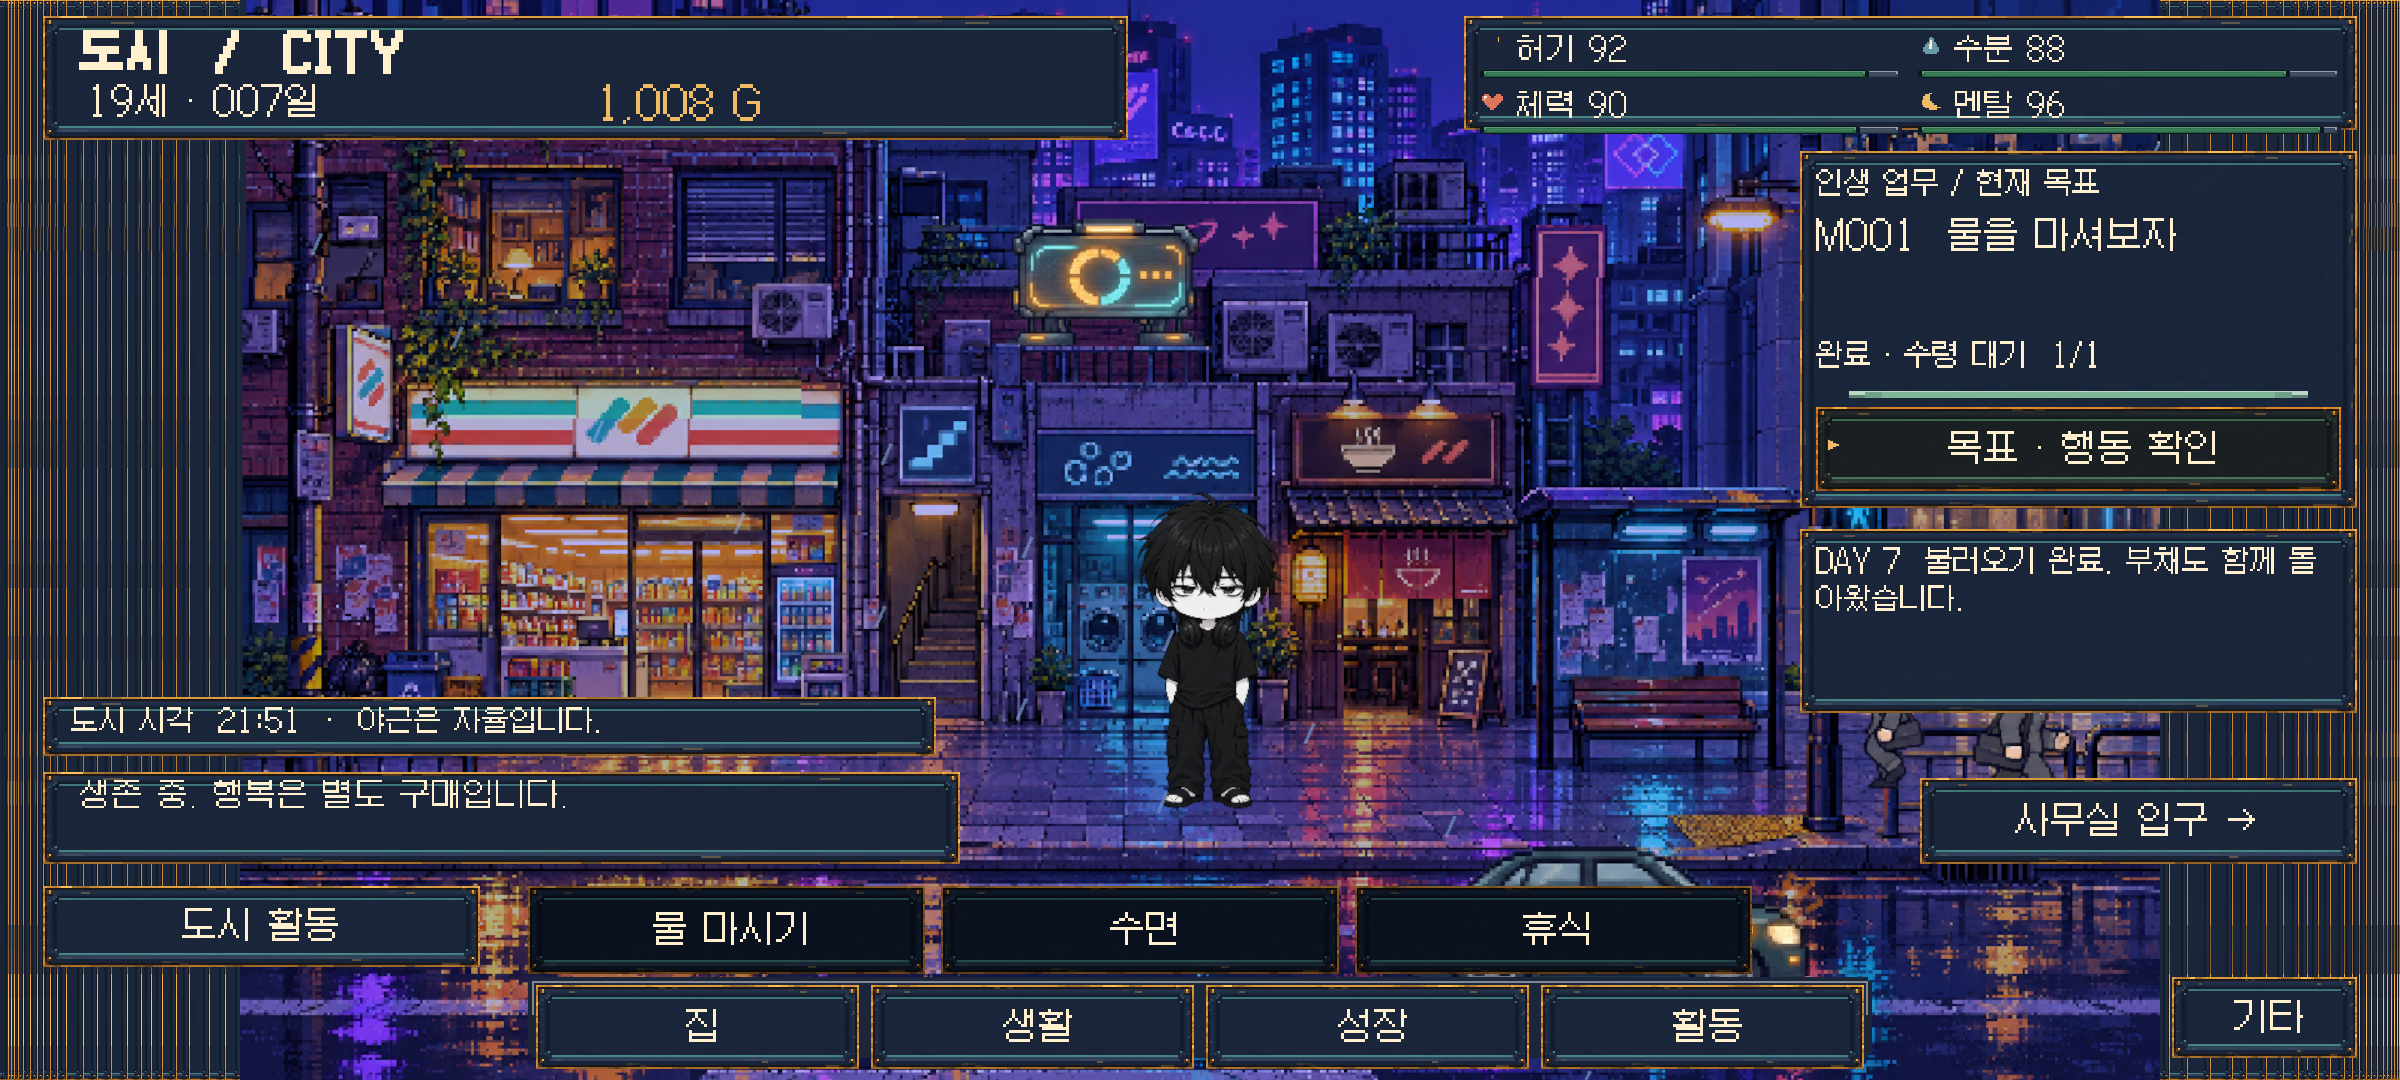 도시 / CITY
19세 · 007일
1,008 G
허기 92
수분 88
체력 90
멘탈 96
인생 업무 / 현재 목표
M001 물을 마셔보자
완료 · 수령 대기 1/1
목표 · 행동 확인
DAY 7 불러오기 완료. 부채도 함께 돌
아왔습니다.
도시 시각 21:51 · 야근은 자율입니다.
생존 중. 행복은 별도 구매입니다.
사무실 입구 →
도시 활동
물 마시기
수면
휴식
집
생활
성장
활동
기타